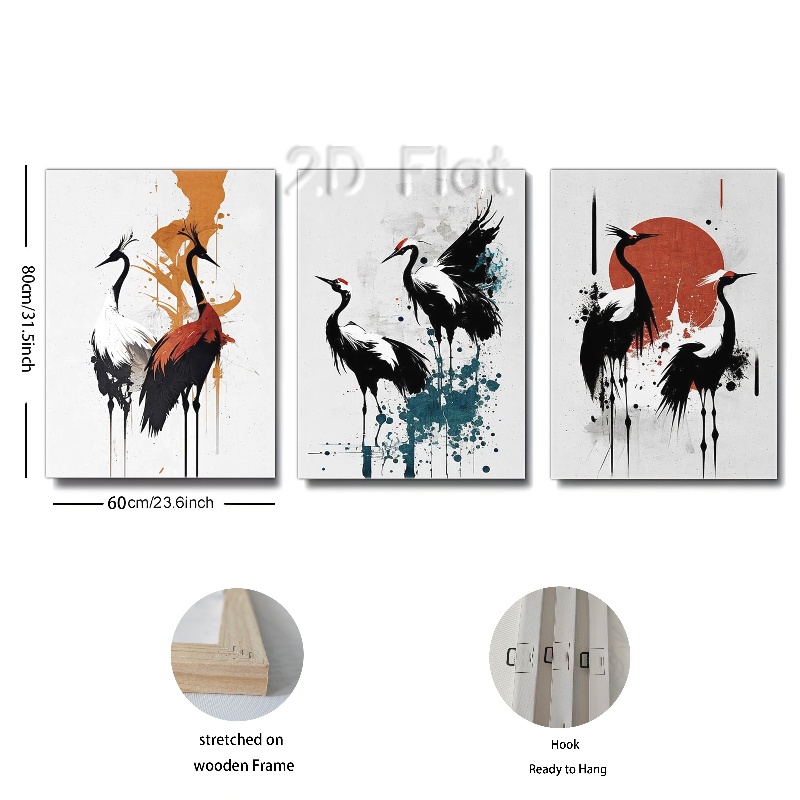 2D Flat
80cm/31.5inch
60cm/23.6inch
stretched on
wooden Frame
Hook
Ready to Hang